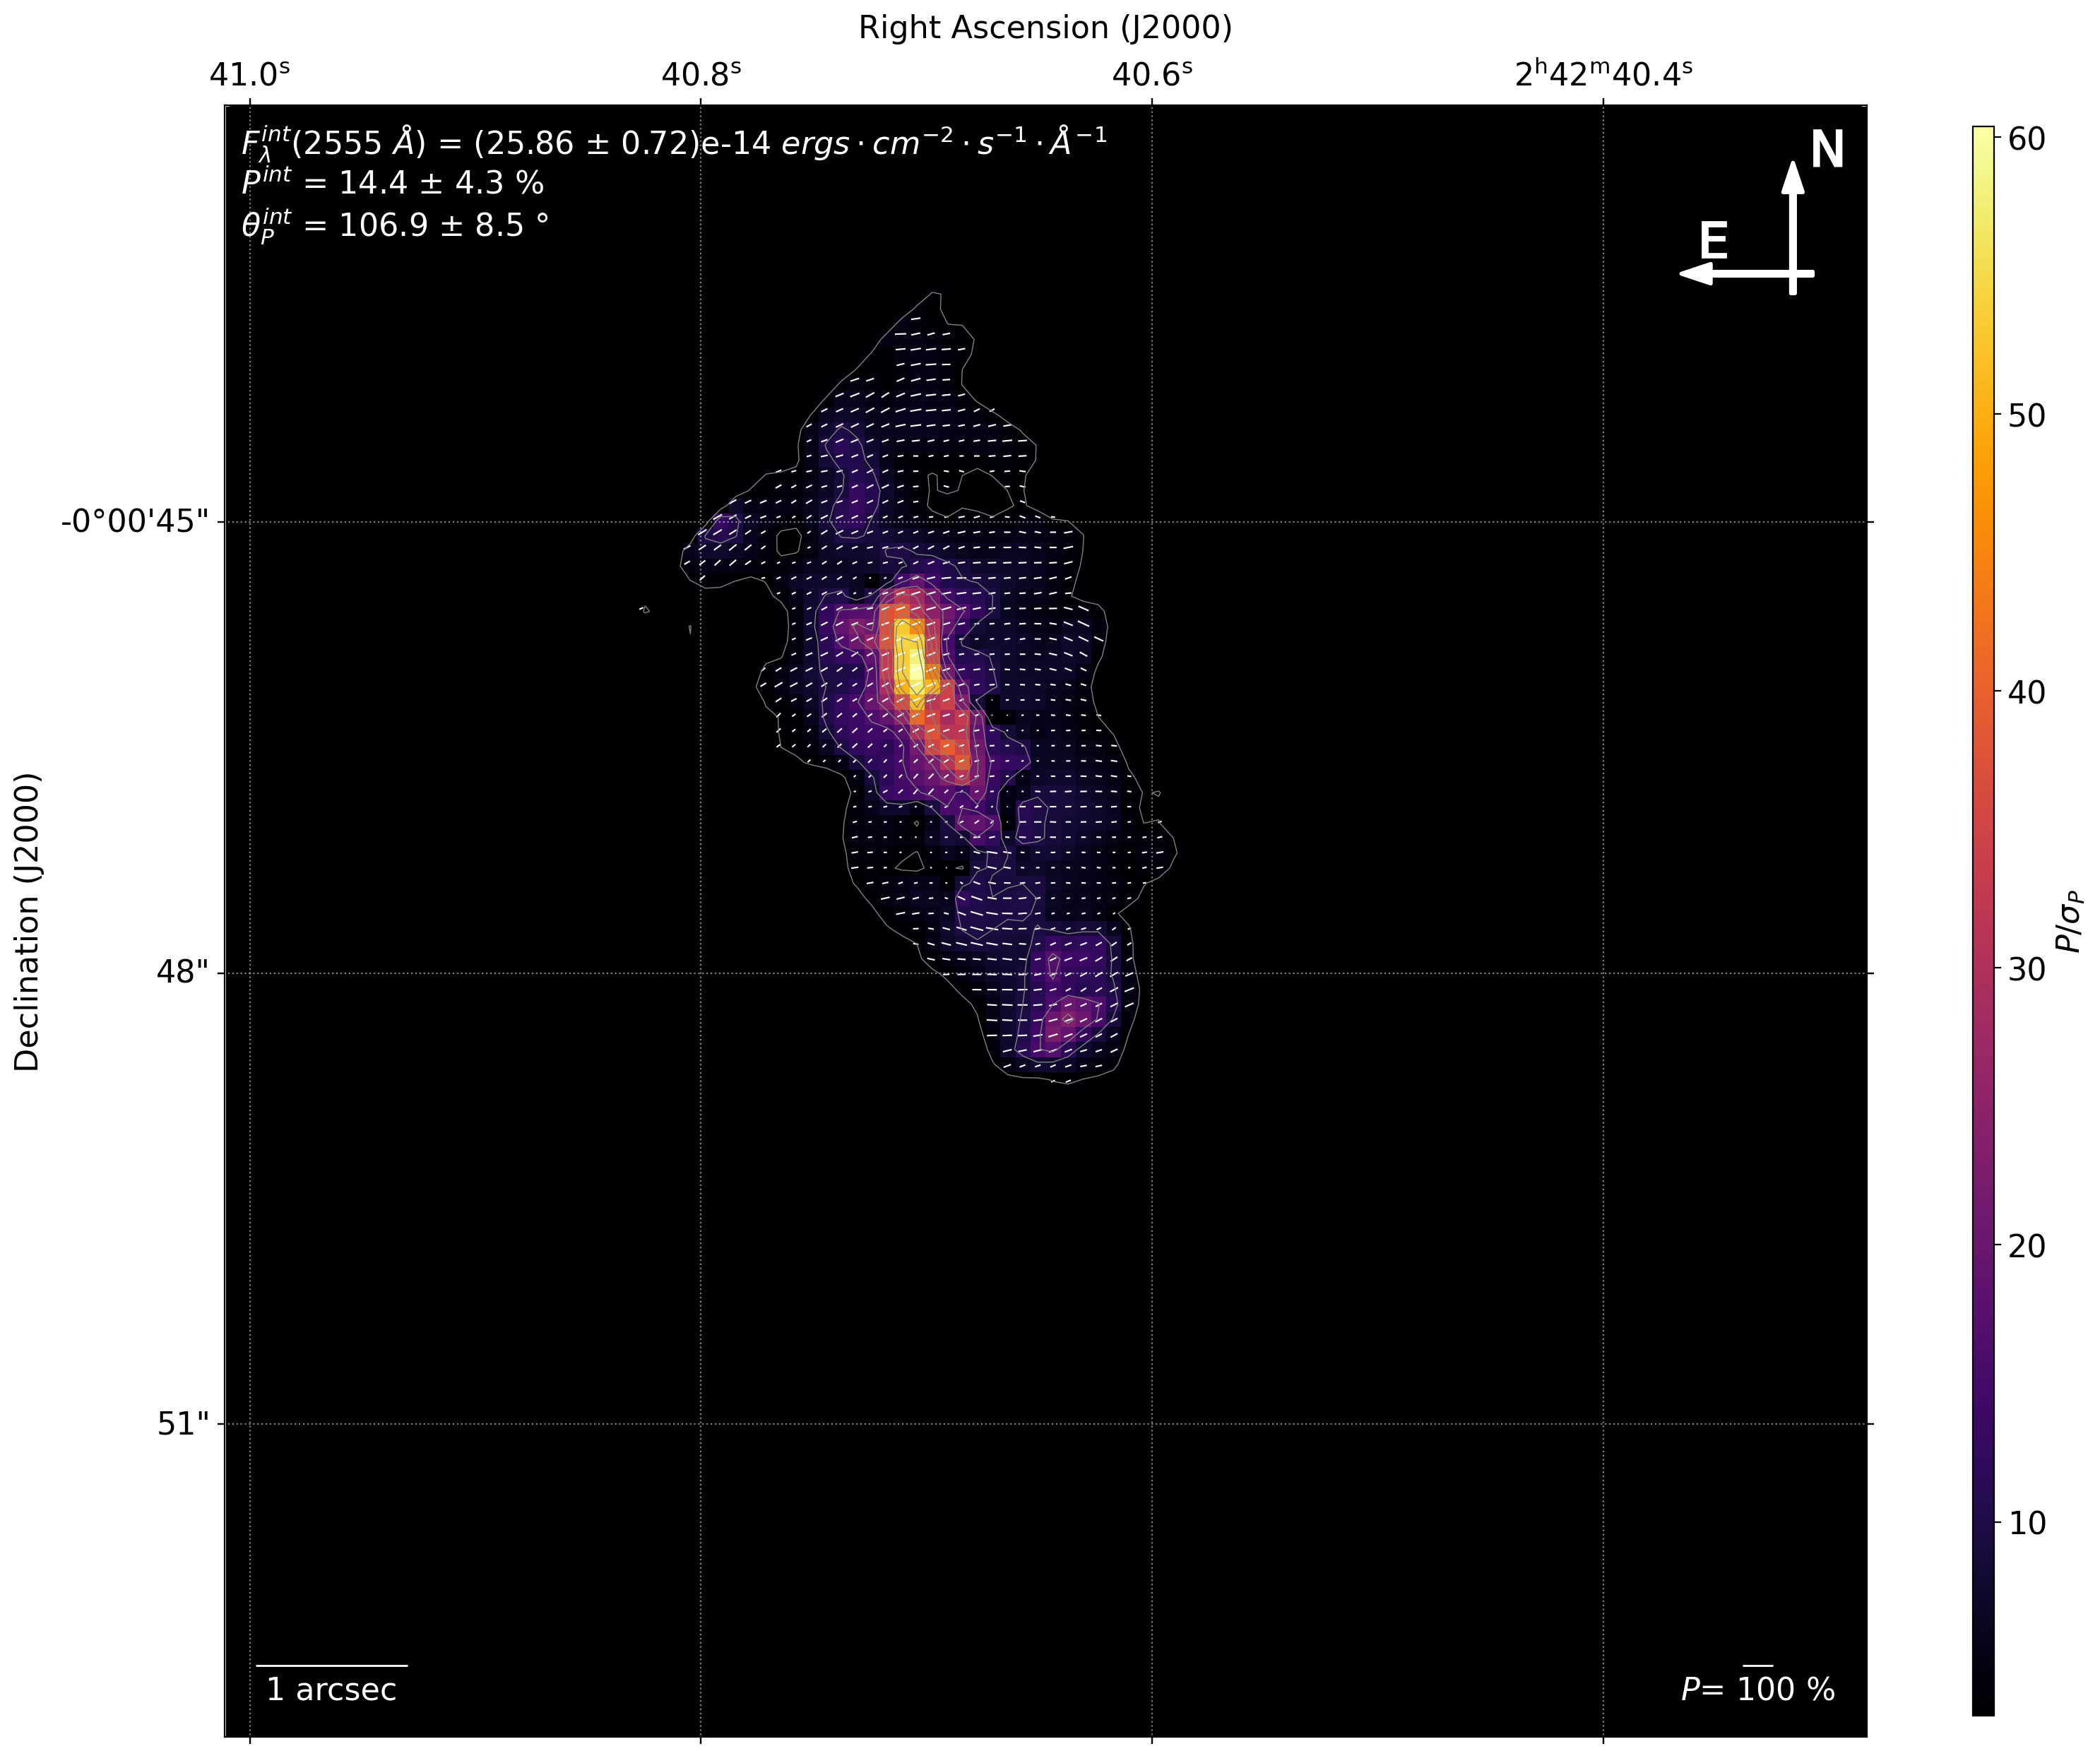 Right Ascension (J2000)
41.0ˢ 40.8ˢ 40.6ˢ 2ʰ42ᵐ40.4ˢ
F_λ^int(2555 Å) = (25.86 ± 0.72)e-14 ergs · cm⁻² · s⁻¹ · Å⁻¹
P^int = 14.4 ± 4.3 %
θ_P^int = 106.9 ± 8.5 °
N
E
-0°00'45"
48"
51"
Declination (J2000)
1 arcsec
P= 100 %
60
50
40
30
20
10
P/σ_P